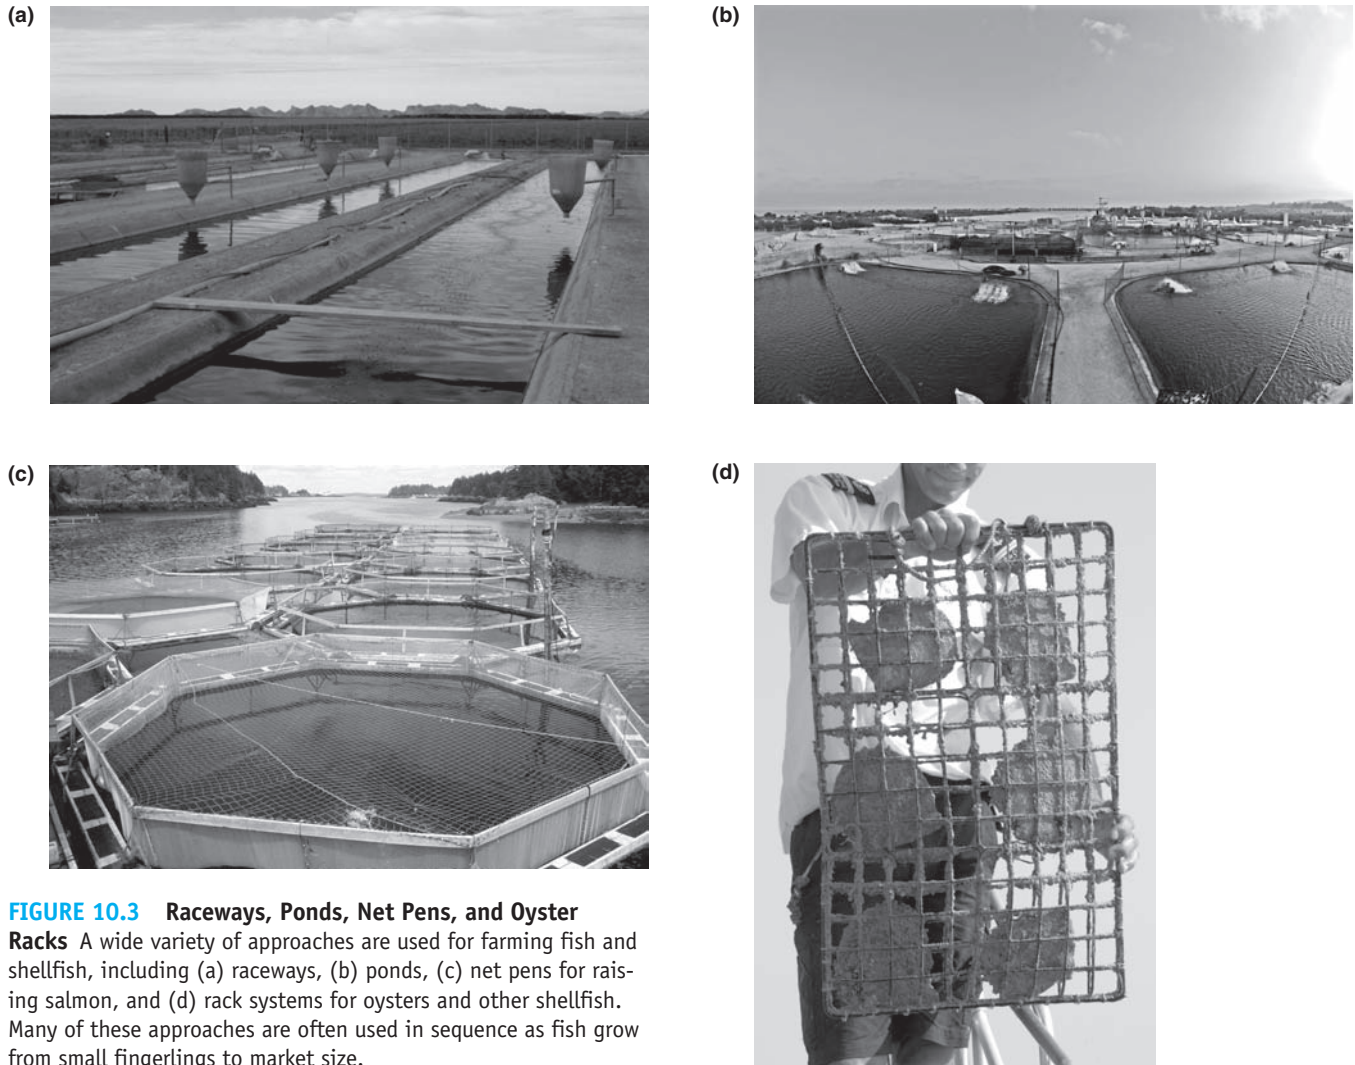 (a)
(b)
(c)
(d)
FIGURE 10.3 Raceways, Ponds, Net Pens, and Oyster
Racks A wide variety of approaches are used for farming fish and
shellfish, including (a) raceways, (b) ponds, (c) net pens for rais-
ing salmon, and (d) rack systems for oysters and other shellfish.
Many of these approaches are often used in sequence as fish grow
from small fingerlings to market size.